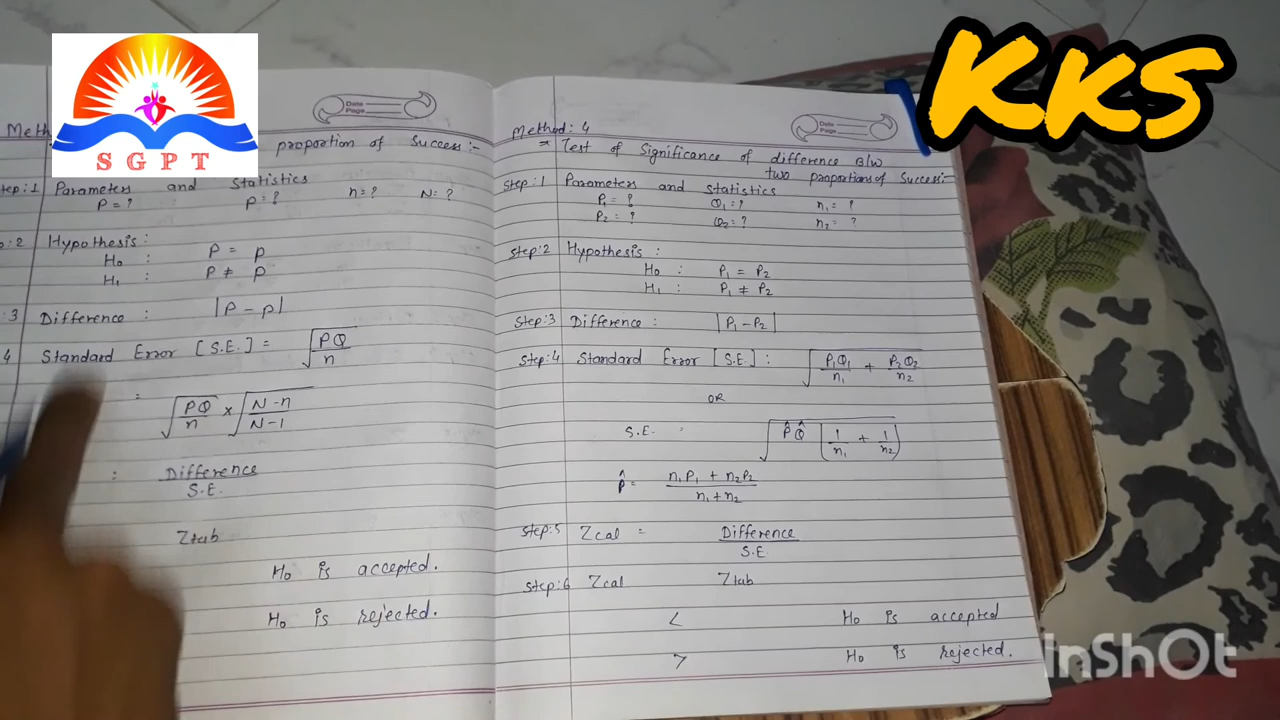 SGPT
KKS
Date
Page
Meth
proportion of Success:-
tep:1 Parameters and Statistics
P=? p=? n=? N=?
p:2 Hypothesis:
H₀ : P = p
H₁ : P ≠ p
:3 Difference : |P - p|
4 Standard Error [S.E.] = √(PQ/n)
: √(PQ/n) × √((N-n)/(N-1))
: Difference/S.E.
Ztab
H₀ is accepted.
H₀ is rejected.
Date
Page
Method: 4
Test of Significance of difference B/W
two proportions of Success:-
Step:1 Parameters and Statistics
P₁ = ? Q₁ = ? n₁ = ?
P₂ = ? Q₂ = ? n₂ = ?
Step:2 Hypothesis :
H₀ : P₁ = P₂
H₁ : P₁ ≠ P₂
Step:3 Difference : |P₁-P₂|
Step:4 Standard Error [S.E] : √(P₁Q₁/n₁ + P₂Q₂/n₂)
OR
S.E. : √(P̂Q̂ [1/n₁ + 1/n₂])
P̂ = (n₁P₁ + n₂P₂)/(n₁+n₂)
Step:5 Zcal = Difference/S.E
Step:6 Zcal Ztab
< H₀ is accepted
> H₀ is rejected.
InShOt